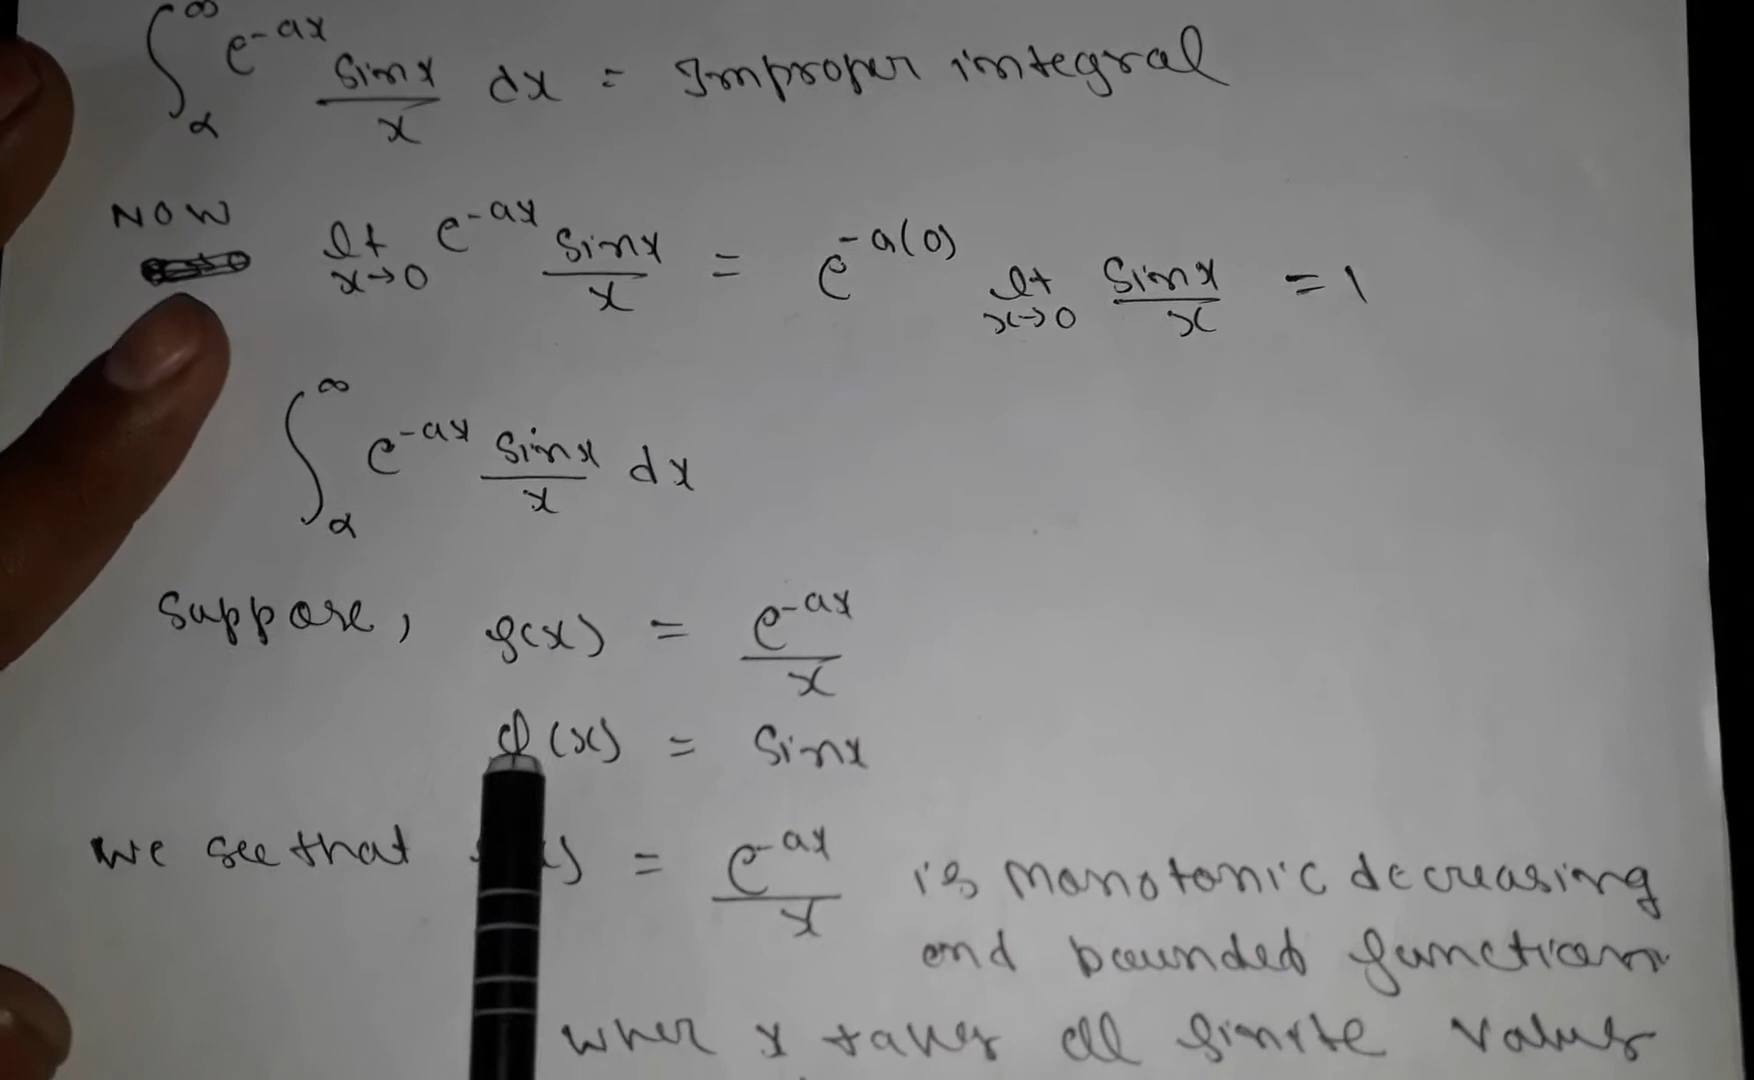 ∫_α^∞ e^{-ax} sinx/x dx = Improper integral
NOW lt_{x→0} e^{-ax} sinx/x = e^{-a(0)} lt_{x→0} sinx/x = 1
∫_α^∞ e^{-ax} sinx/x dx
Suppose, g(x) = e^{-ax}/x
φ(x) = sinx
we see that = e^{-ax}/x is monotonic decreasing
and bounded function
when x takes all finite values